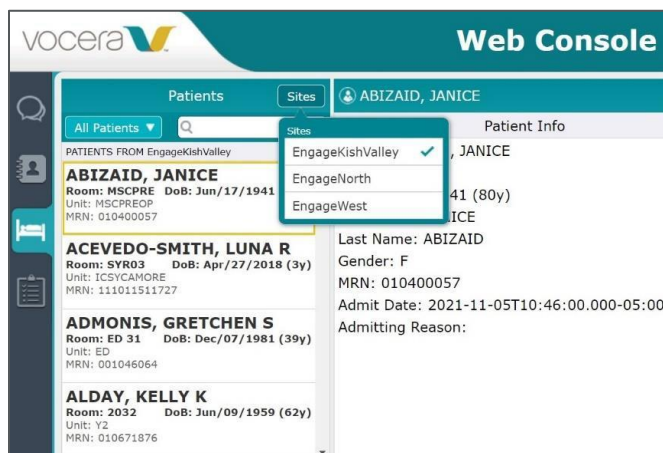 vocera
Web Console
Patients
Sites
ABIZAID, JANICE
All Patients ▼
PATIENTS FROM EngageKishValley
ABIZAID, JANICE
Room: MSCPRE DoB: Jun/17/1941
Unit: MSCPREOP
MRN: 010400057
ACEVEDO-SMITH, LUNA R
Room: SYR03 DoB: Apr/27/2018 (3y)
Unit: ICSYCAMORE
MRN: 111011511727
ADMONIS, GRETCHEN S
Room: ED 31 DoB: Dec/07/1981 (39y)
Unit: ED
MRN: 001046064
ALDAY, KELLY K
Room: 2032 DoB: Jun/09/1959 (62y)
Unit: Y2
MRN: 010671876
Sites
EngageKishValley ✓
EngageNorth
EngageWest
Patient Info
, JANICE
41 (80y)
ICE
Last Name: ABIZAID
Gender: F
MRN: 010400057
Admit Date: 2021-11-05T10:46:00.000-05:00
Admitting Reason: